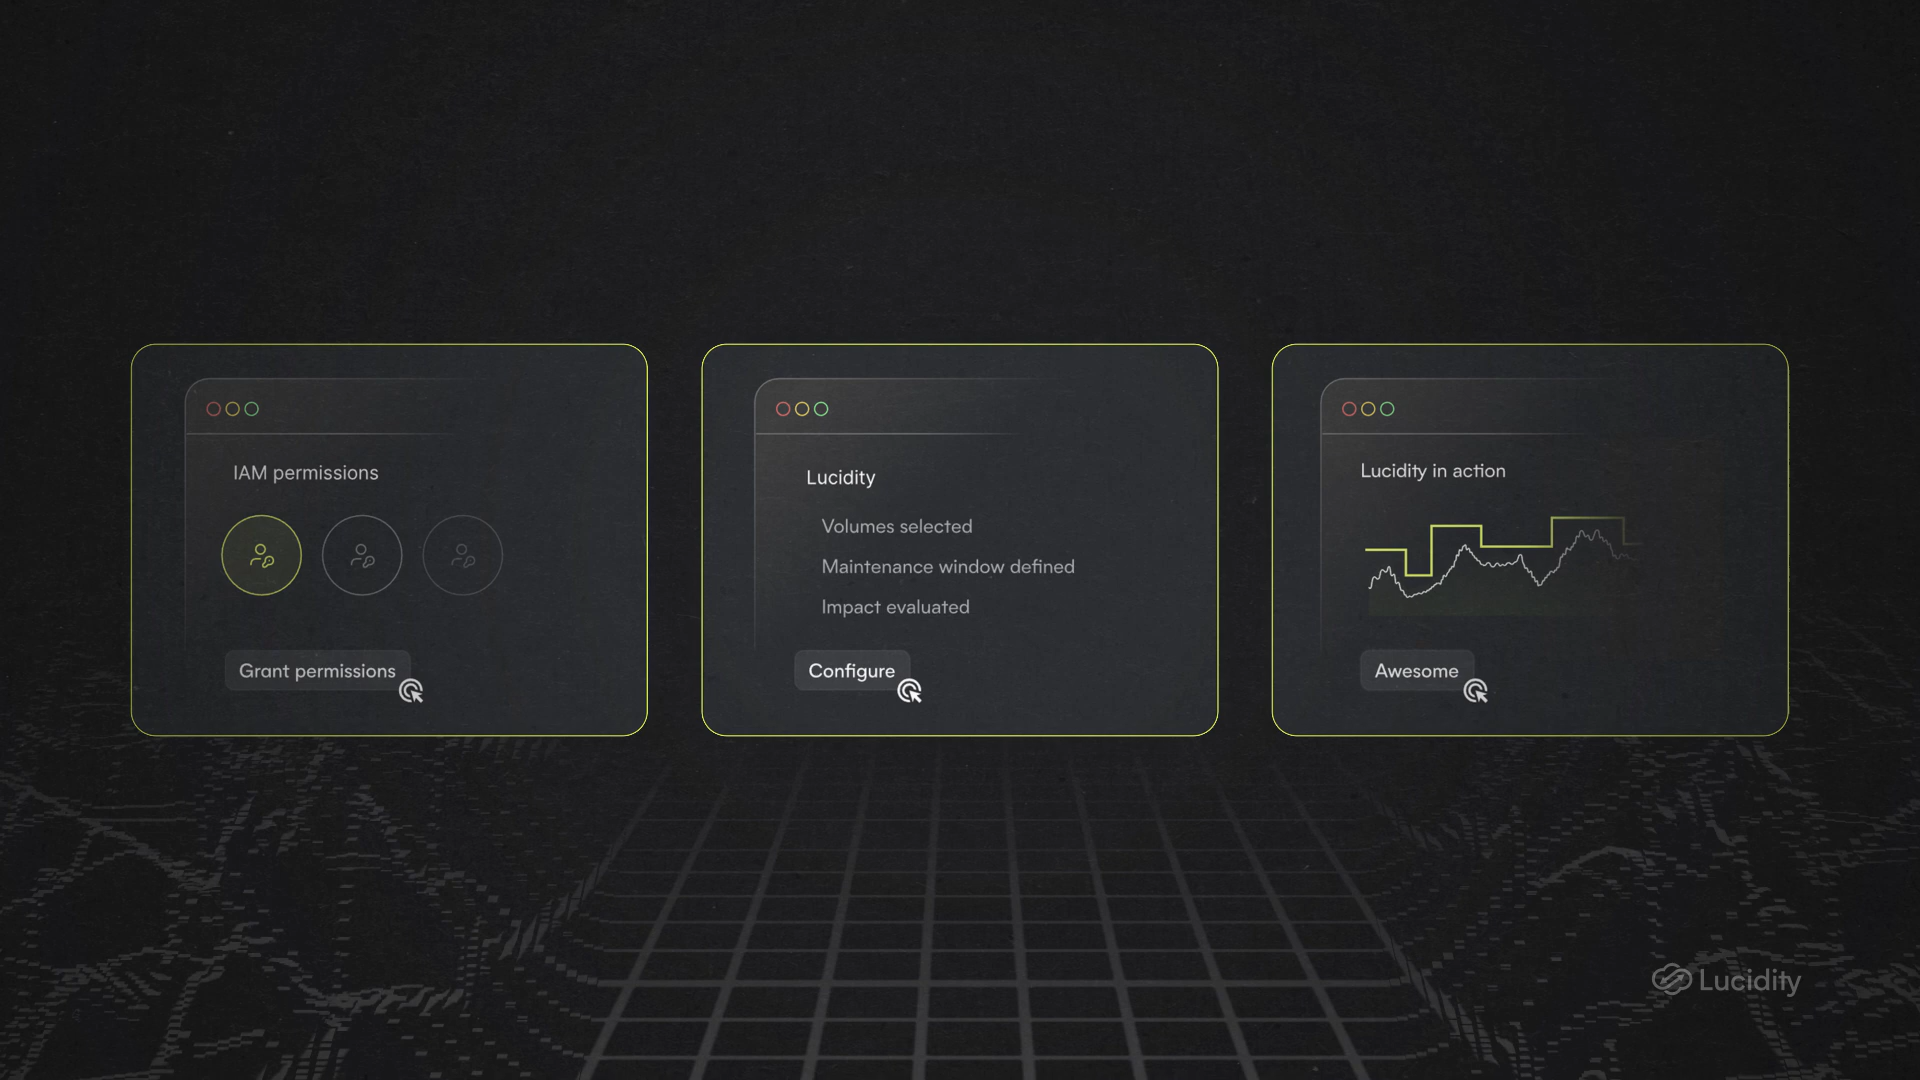 IAM permissions
Grant permissions
Lucidity
Volumes selected
Maintenance window defined
Impact evaluated
Configure
Lucidity in action
Awesome
Lucidity